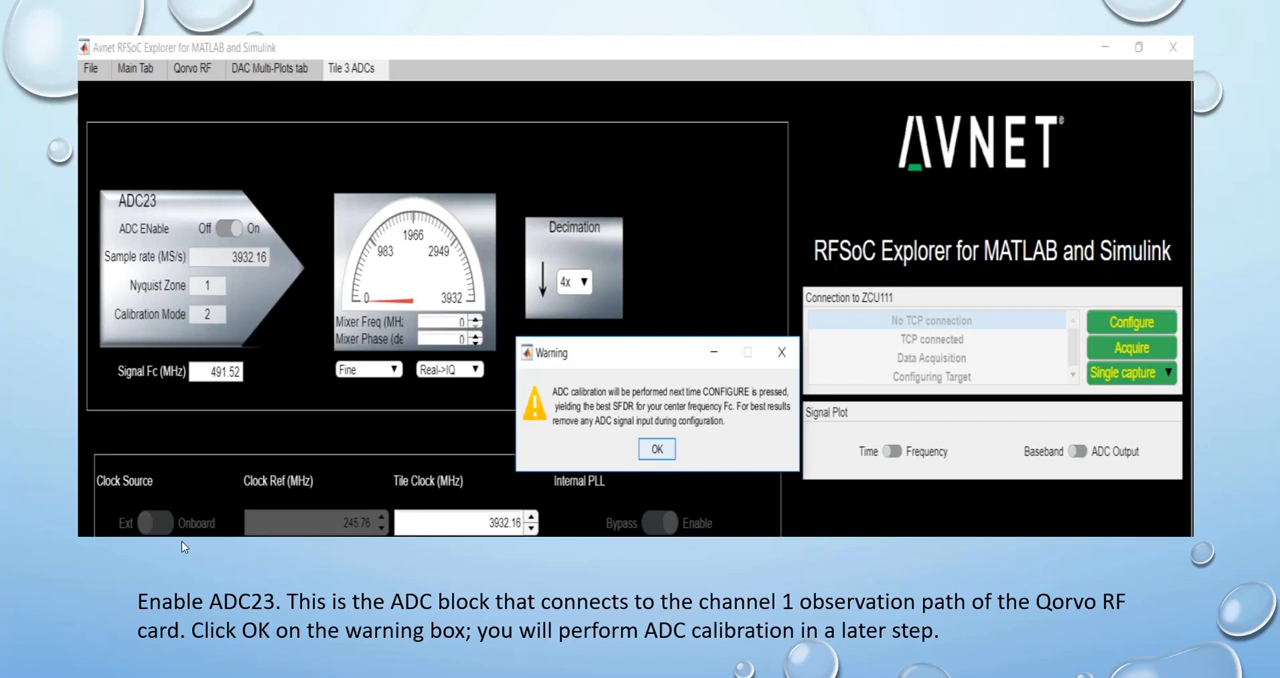 Avnet RFSoC Explorer for MATLAB and Simulink
File Main Tab Qorvo RF DAC Multi-Plots tab Tile 3 ADCs
AVNET®
RFSoC Explorer for MATLAB and Simulink
ADC23
ADC ENable Off On
Sample rate (MS/s) 3932.16
Nyquist Zone 1
Calibration Mode 2
Signal Fc (MHz) 491.52
0 983 1966 2949 3932
Mixer Freq (MHz 0
Mixer Phase (de 0
Fine Real->IQ
Decimation
4x
Connection to ZCU111
No TCP connection
TCP connected
Data Acquisition
Configuring Target
Configure
Acquire
Single capture
Signal Plot
Time Frequency Baseband ADC Output
Warning
ADC calibration will be performed next time CONFIGURE is pressed,
yielding the best SFDR for your center frequency Fc. For best results
remove any ADC signal input during configuration.
OK
Clock Source Clock Ref (MHz) Tile Clock (MHz) Internal PLL
Ext Onboard 245.76 3932.16 Bypass Enable
Enable ADC23. This is the ADC block that connects to the channel 1 observation path of the Qorvo RF
card. Click OK on the warning box; you will perform ADC calibration in a later step.